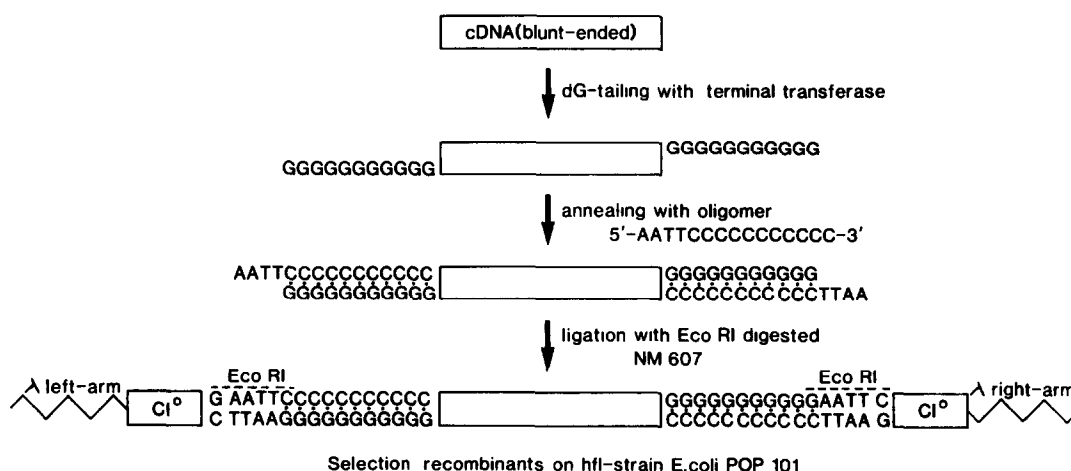 cDNA(blunt-ended)
dG-tailing with terminal transferase
GGGGGGGGGGG GGGGGGGGGGG
annealing with oligomer
5'-AATTCCCCCCCCCCC-3'
AATTCCCCCCCCCCC GGGGGGGGGGG
GGGGGGGGGGG CCCCCCCCCCCTTAA
ligation with Eco RI digested
NM 607
λ left-arm Eco RI Eco RI λ right-arm
CI° G AATTCCCCCCCCCCC GGGGGGGGGGGAATT C CI°
C TTAAGGGGGGGGGGG CCCCCCCCCCCTTAA G
Selection recombinants on hfl-strain E.coli POP 101